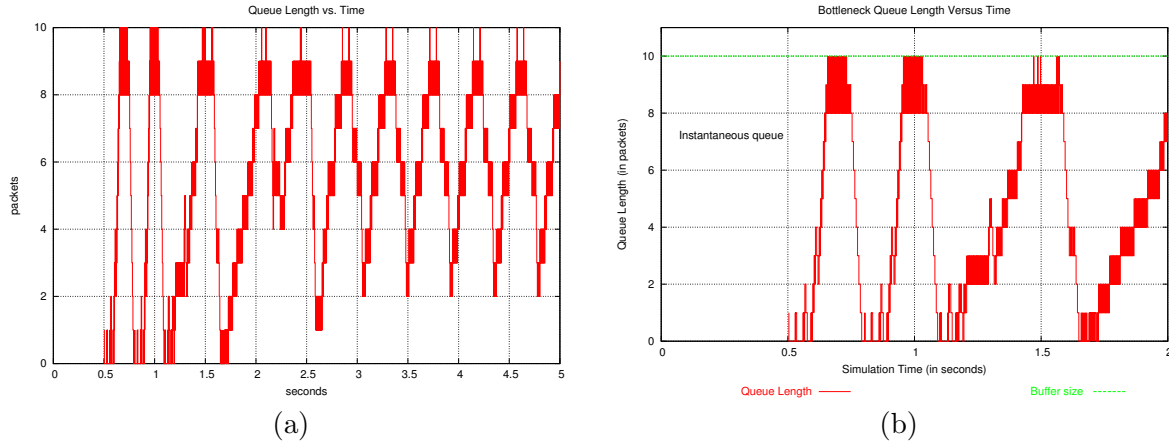 Queue Length vs. Time
10
8
6
4
2
0
packets
0 0.5 1 1.5 2 2.5 3 3.5 4 4.5 5
seconds
(a)
Bottleneck Queue Length Versus Time
10
8
6
4
2
0
Queue Length (in packets)
Instantaneous queue
0 0.5 1 1.5 2
Simulation Time (in seconds)
Queue Length
Buffer size
(b)